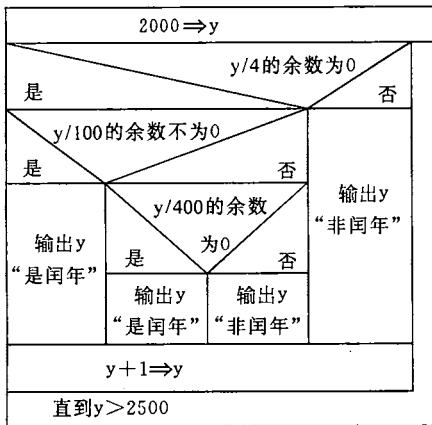 2000⇒y
y/4的余数为0
是
否
y/100的余数不为0
是
否
y/400的余数
为0
是
否
输出y
“是闰年”
输出y
“是闰年”
输出y
“非闰年”
输出y
“非闰年”
y+1⇒y
直到y>2500